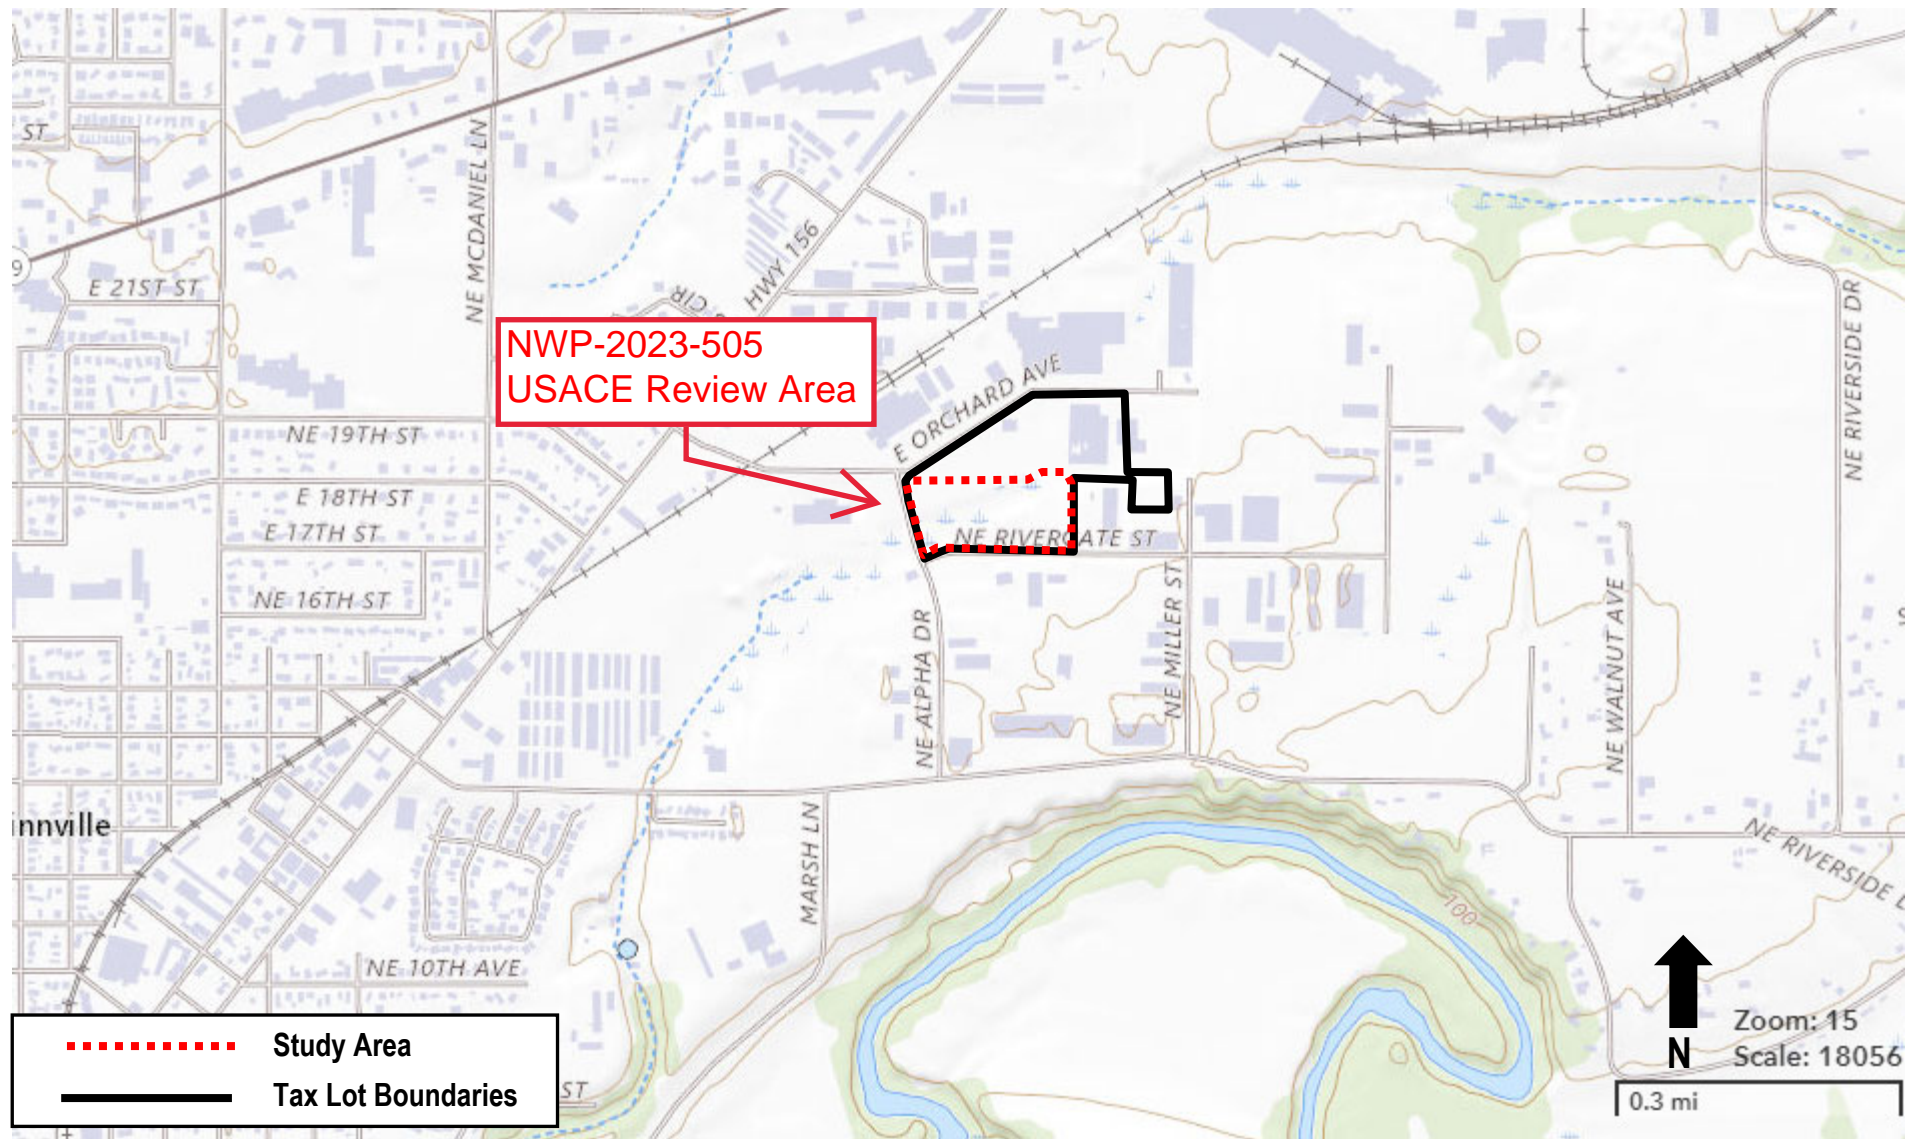 ST
9
E 21ST ST
NE MCDANIEL LN
CIR
HWY 156
NWP-2023-505
USACE Review Area
E ORCHARD AVE
NE RIVERSIDE DR
NE 19TH ST
E 18TH ST
E 17TH ST
NE RIVERGATE ST
NE 16TH ST
NE ALPHA DR
NE MILLER ST
NE WALNUT AVE
S
innville
MARSH LN
NE RIVERSIDE D
100
NE 10TH AVE
ST
N
Zoom: 15
Scale: 18056
0.3 mi
Study Area
Tax Lot Boundaries